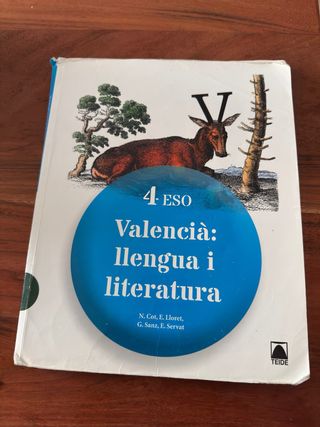 V
4 ESO
Valencià:
llengua i
literatura
N. Cot, E. Lloret,
G. Sanz, E. Servat
TEIDE